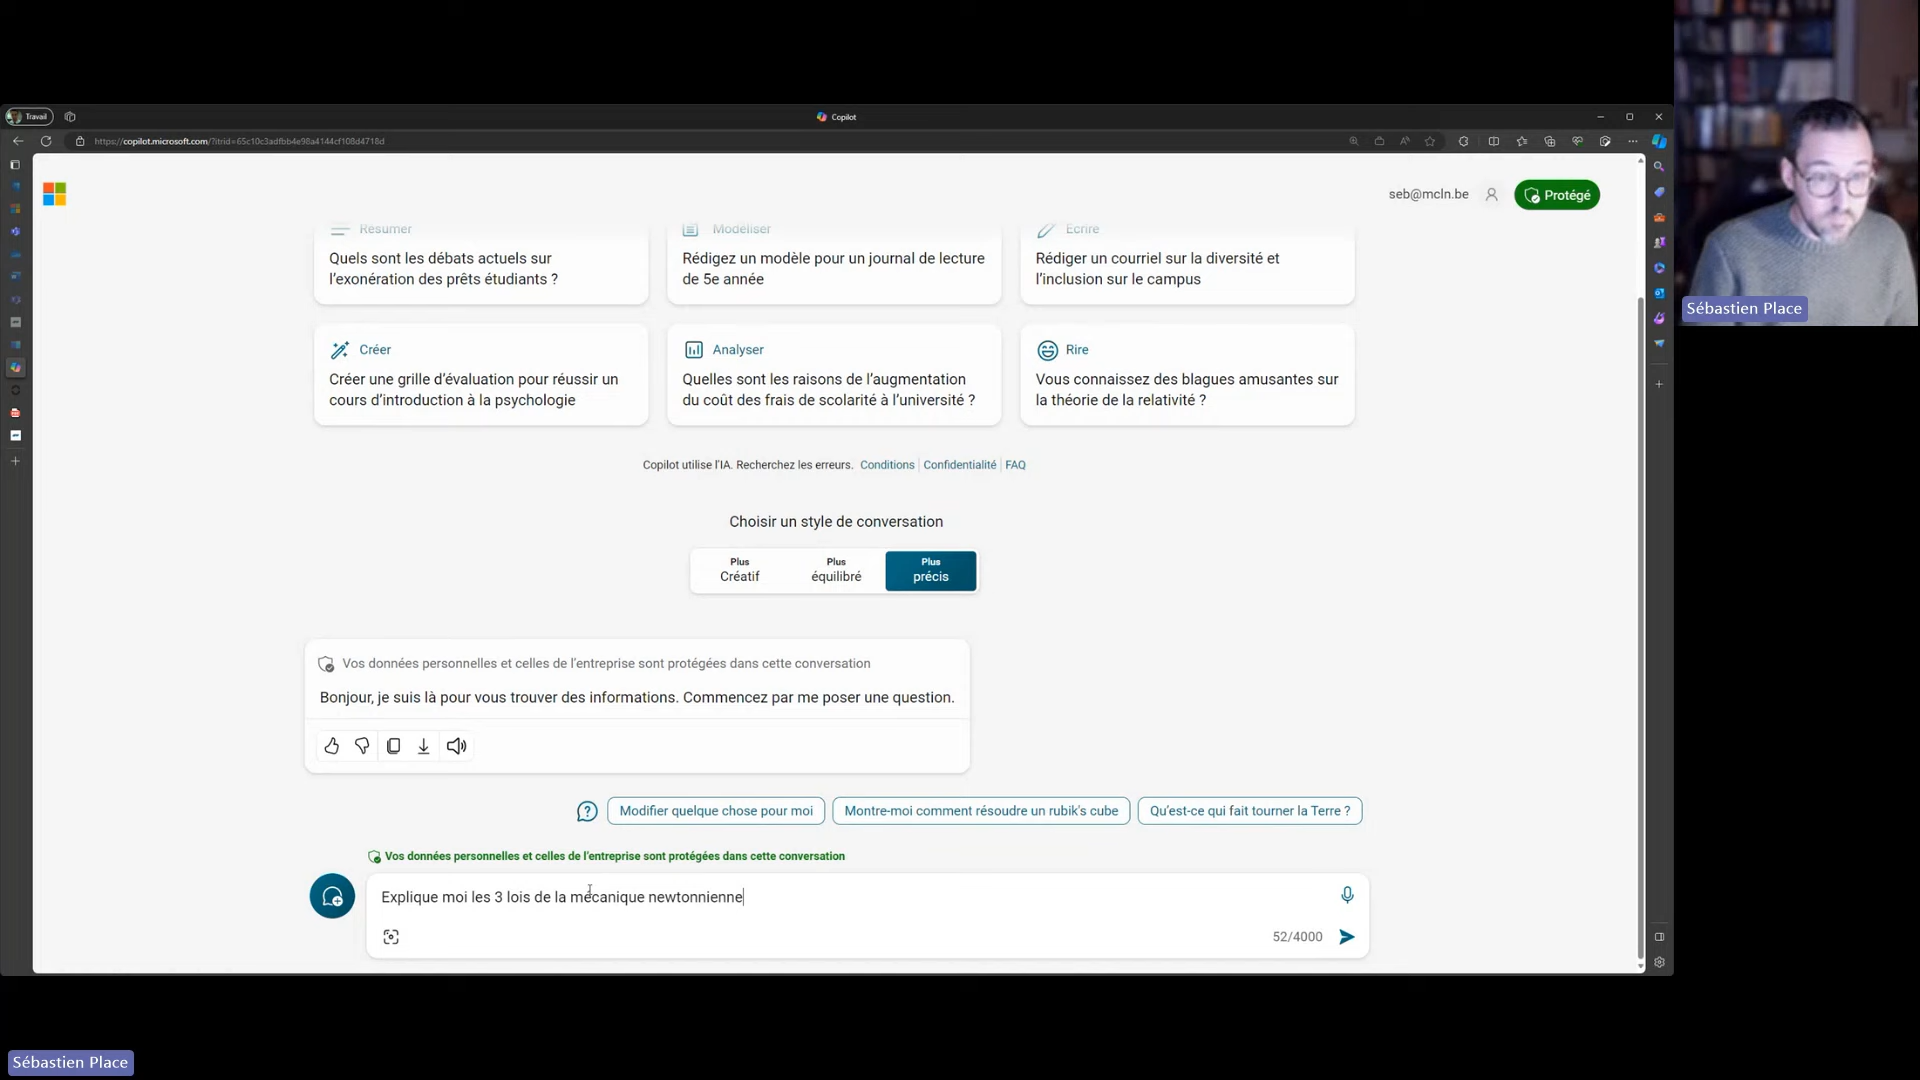 Travail
Copilot
https://copilot.microsoft.com/?itrid=65c10c3adfbb4e98a4144cf108d4718d
seb@mcln.be
Protégé
Résumer
Quels sont les débats actuels sur
l'exonération des prêts étudiants ?
Modéliser
Rédigez un modèle pour un journal de lecture
de 5e année
Écrire
Rédiger un courriel sur la diversité et
l'inclusion sur le campus
Créer
Créer une grille d'évaluation pour réussir un
cours d'introduction à la psychologie
Analyser
Quelles sont les raisons de l'augmentation
du coût des frais de scolarité à l'université ?
Rire
Vous connaissez des blagues amusantes sur
la théorie de la relativité ?
Copilot utilise l'IA. Recherchez les erreurs. Conditions Confidentialité FAQ
Choisir un style de conversation
Plus
Créatif
Plus
équilibré
Plus
précis
Vos données personnelles et celles de l'entreprise sont protégées dans cette conversation
Bonjour, je suis là pour vous trouver des informations. Commencez par me poser une question.
Modifier quelque chose pour moi
Montre-moi comment résoudre un rubik's cube
Qu'est-ce qui fait tourner la Terre ?
Vos données personnelles et celles de l'entreprise sont protégées dans cette conversation
Explique moi les 3 lois de la mécanique newtonnienne
52/4000
Sébastien Place
Sébastien Place